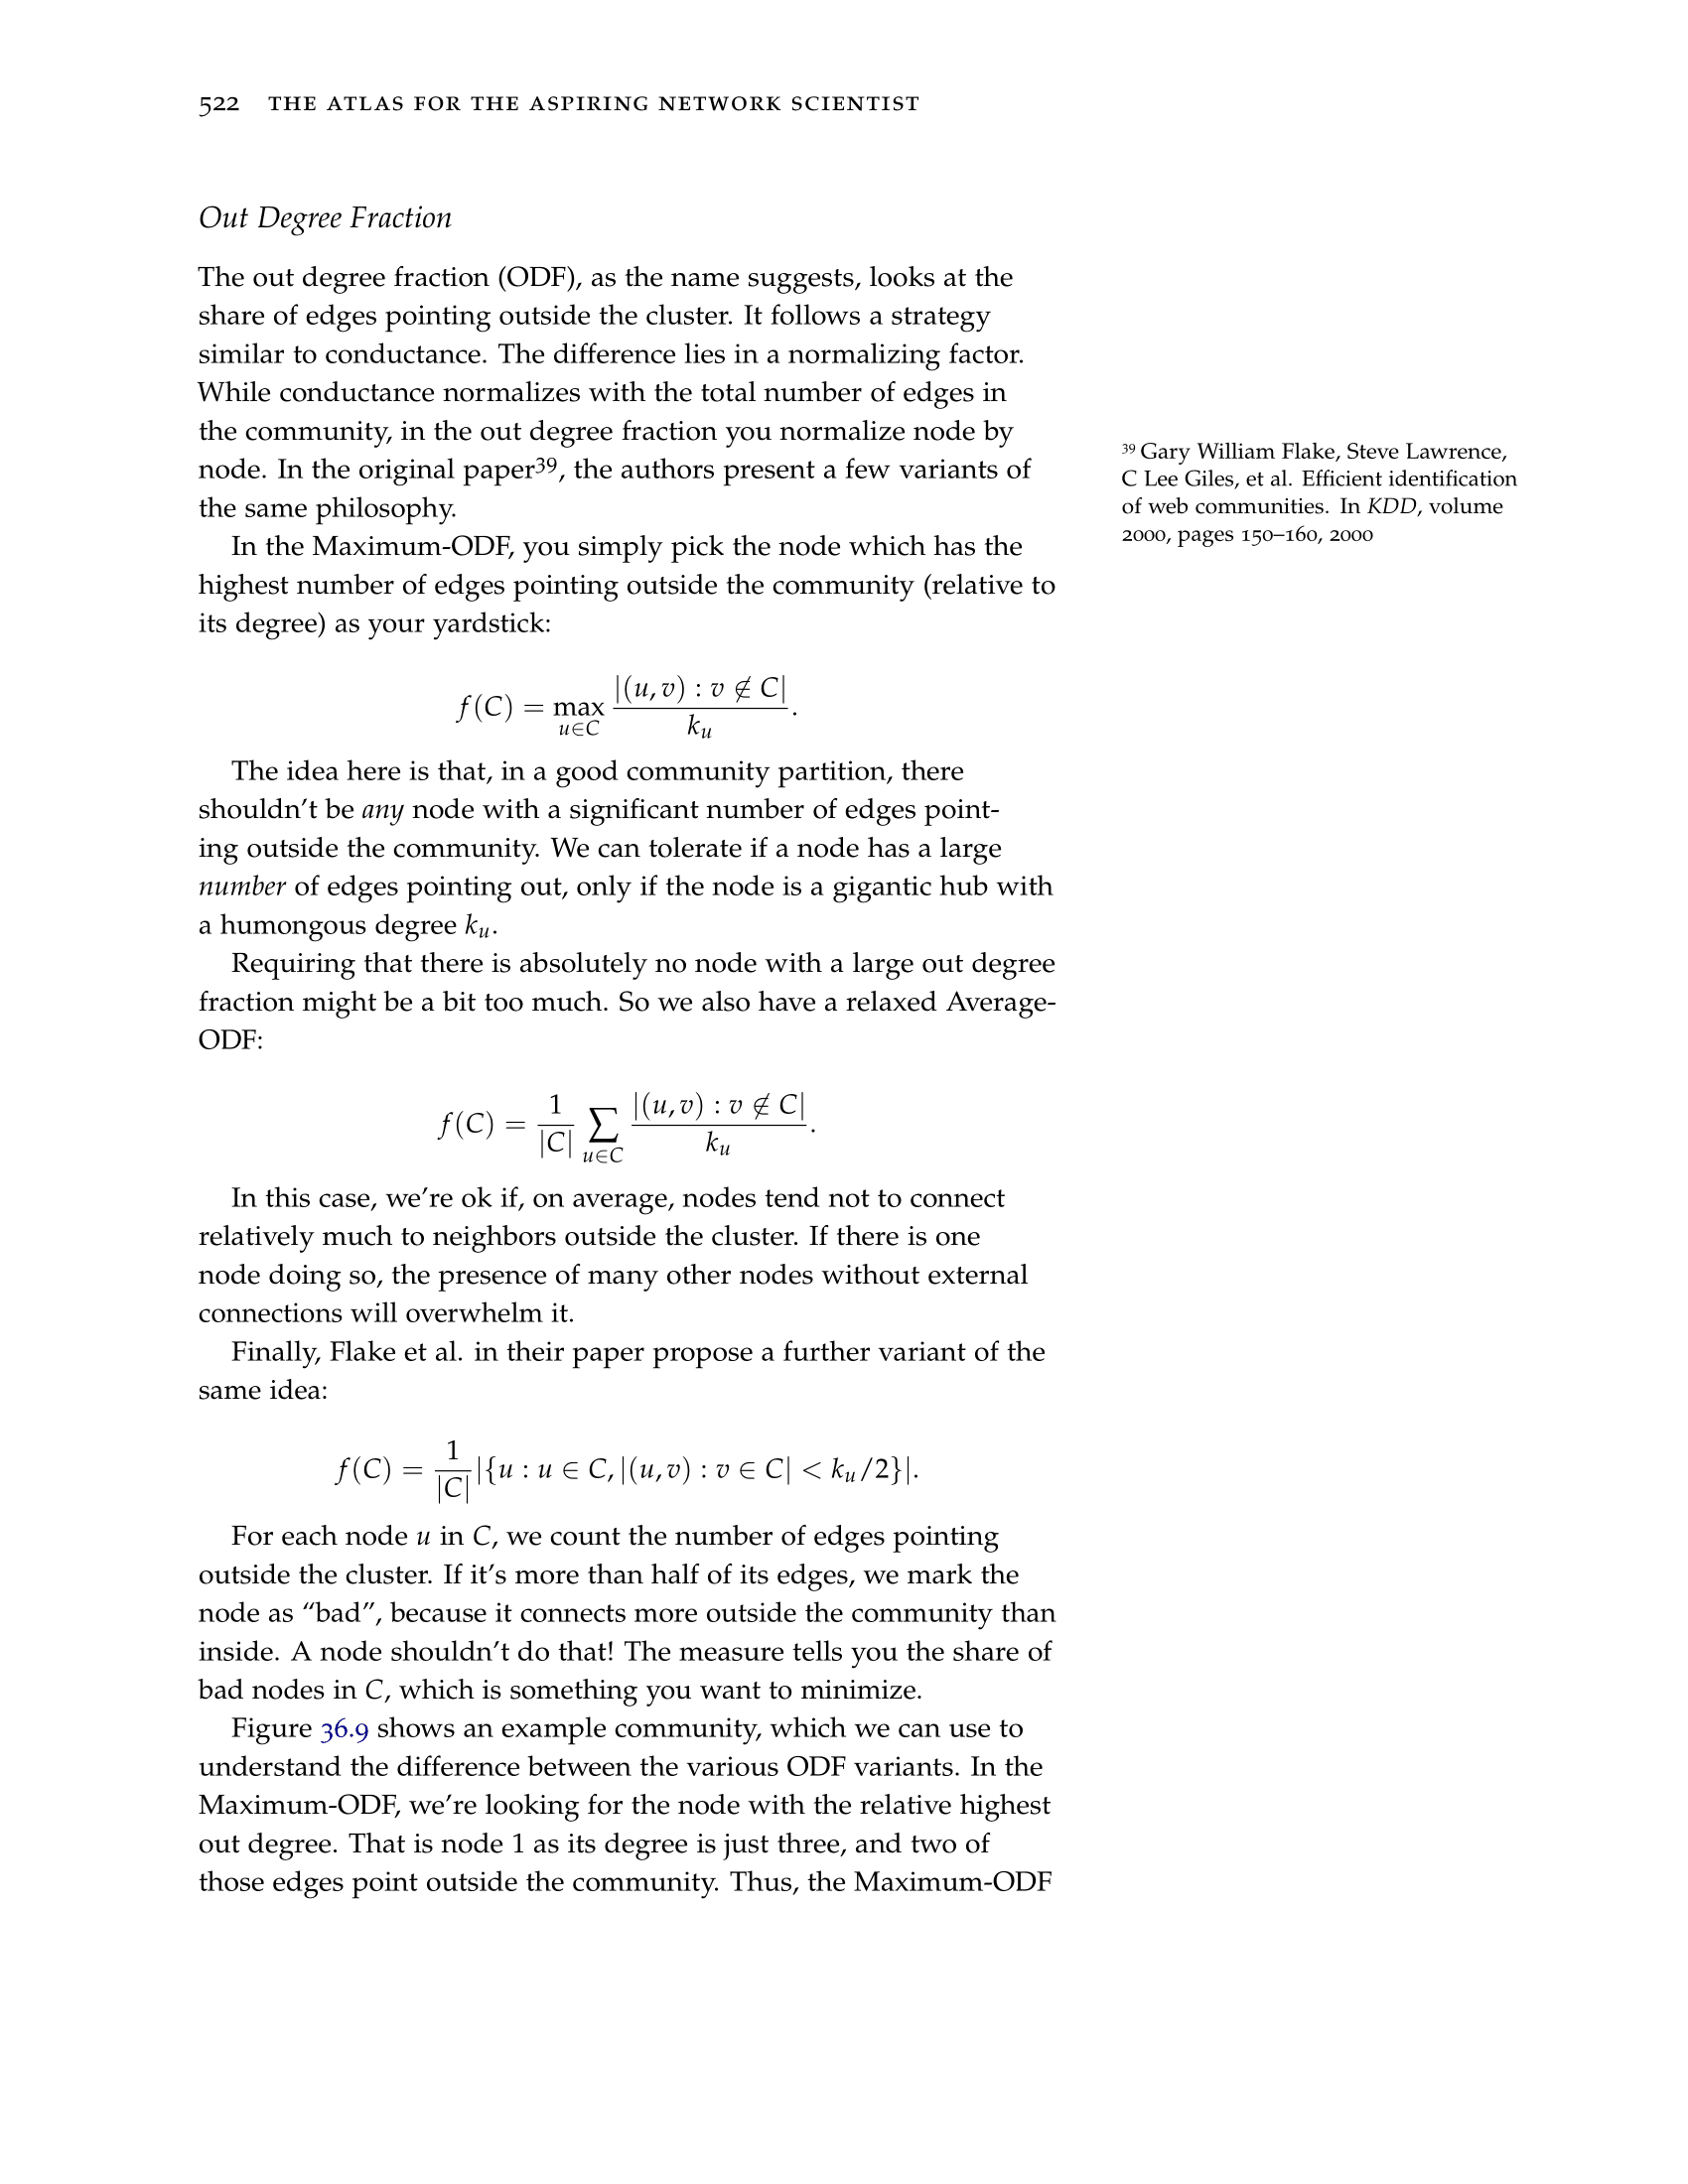 522 THE ATLAS FOR THE ASPIRING NETWORK SCIENTIST
Out Degree Fraction
The out degree fraction (ODF), as the name suggests, looks at the
share of edges pointing outside the cluster. It follows a strategy
similar to conductance. The difference lies in a normalizing factor.
While conductance normalizes with the total number of edges in
the community, in the out degree fraction you normalize node by
node. In the original paper³⁹, the authors present a few variants of
the same philosophy.
³⁹ Gary William Flake, Steve Lawrence,
C Lee Giles, et al. Efficient identification
of web communities. In KDD, volume
2000, pages 150–160, 2000
In the Maximum-ODF, you simply pick the node which has the
highest number of edges pointing outside the community (relative to
its degree) as your yardstick:
f(C) = max_{u∈C} |(u,v) : v ∉ C| / k_u.
The idea here is that, in a good community partition, there
shouldn't be any node with a significant number of edges point-
ing outside the community. We can tolerate if a node has a large
number of edges pointing out, only if the node is a gigantic hub with
a humongous degree k_u.
Requiring that there is absolutely no node with a large out degree
fraction might be a bit too much. So we also have a relaxed Average-
ODF:
f(C) = 1/|C| ∑_{u∈C} |(u,v) : v ∉ C| / k_u.
In this case, we're ok if, on average, nodes tend not to connect
relatively much to neighbors outside the cluster. If there is one
node doing so, the presence of many other nodes without external
connections will overwhelm it.
Finally, Flake et al. in their paper propose a further variant of the
same idea:
f(C) = 1/|C| |{u : u ∈ C, |(u,v) : v ∈ C| < k_u/2}|.
For each node u in C, we count the number of edges pointing
outside the cluster. If it's more than half of its edges, we mark the
node as "bad", because it connects more outside the community than
inside. A node shouldn't do that! The measure tells you the share of
bad nodes in C, which is something you want to minimize.
Figure 36.9 shows an example community, which we can use to
understand the difference between the various ODF variants. In the
Maximum-ODF, we're looking for the node with the relative highest
out degree. That is node 1 as its degree is just three, and two of
those edges point outside the community. Thus, the Maximum-ODF